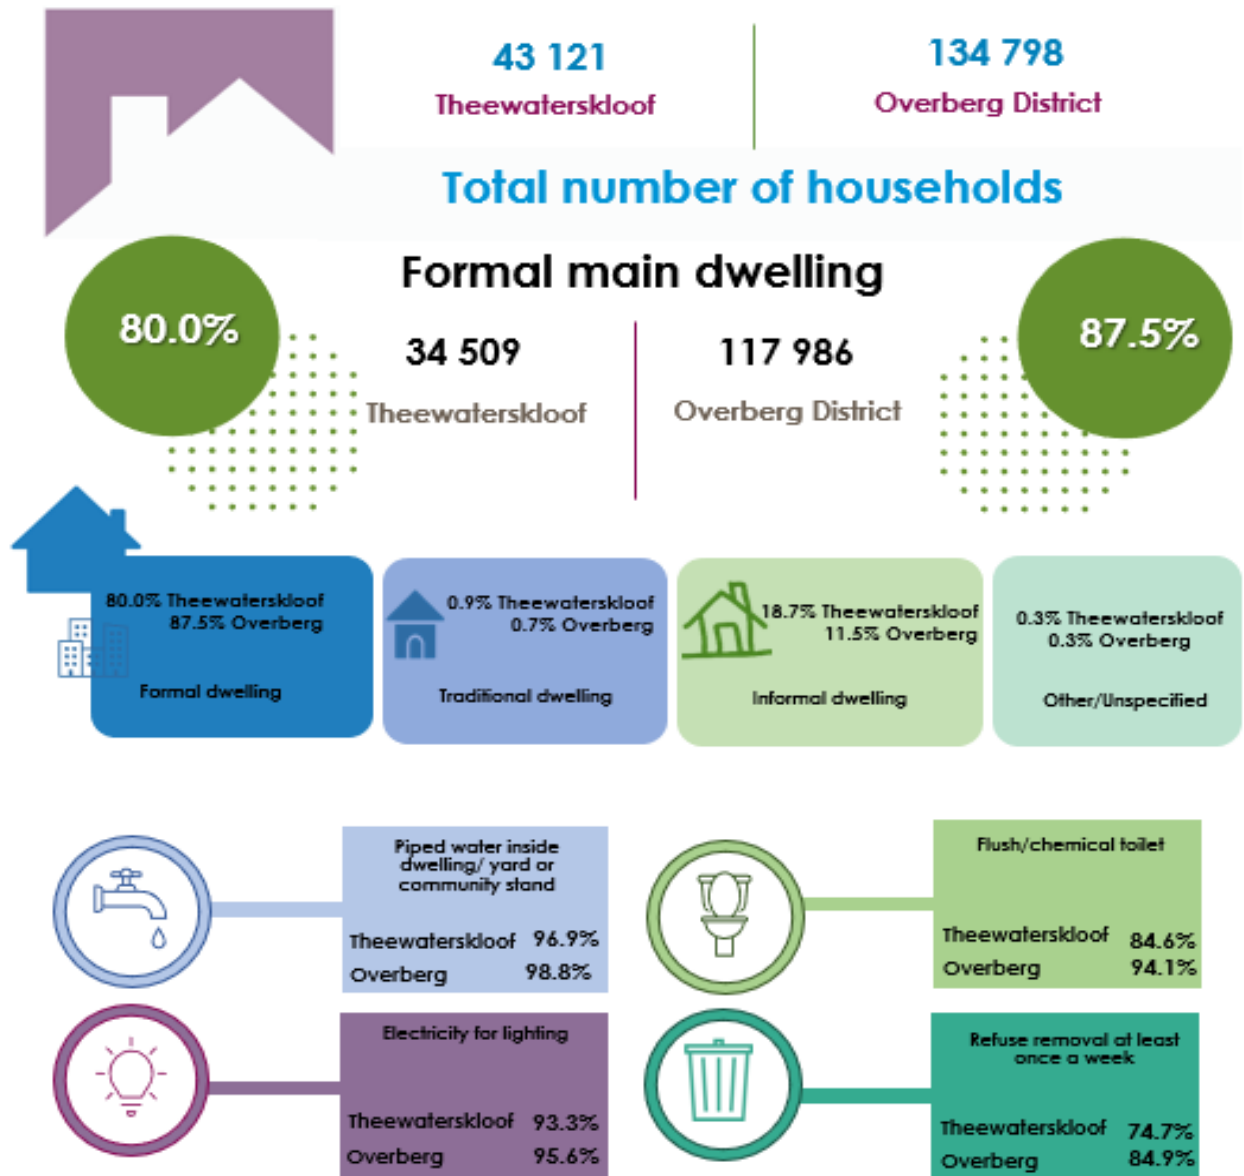 43 121
Theewaterskloof
134 798
Overberg District
Total number of households
Formal main dwelling
80.0%
34 509
Theewaterskloof
117 986
Overberg District
87.5%
80.0% Theewaterskloof
87.5% Overberg
Formal dwelling
0.9% Theewaterskloof
0.7% Overberg
Traditional dwelling
18.7% Theewaterskloof
11.5% Overberg
Informal dwelling
0.3% Theewaterskloof
0.3% Overberg
Other/Unspecified
Piped water inside
dwelling/ yard or
community stand
Theewaterskloof 96.9%
Overberg 98.8%
Flush/chemical toilet
Theewaterskloof 84.6%
Overberg 94.1%
Electricity for lighting
Theewaterskloof 93.3%
Overberg 95.6%
Refuse removal at least
once a week
Theewaterskloof 74.7%
Overberg 84.9%